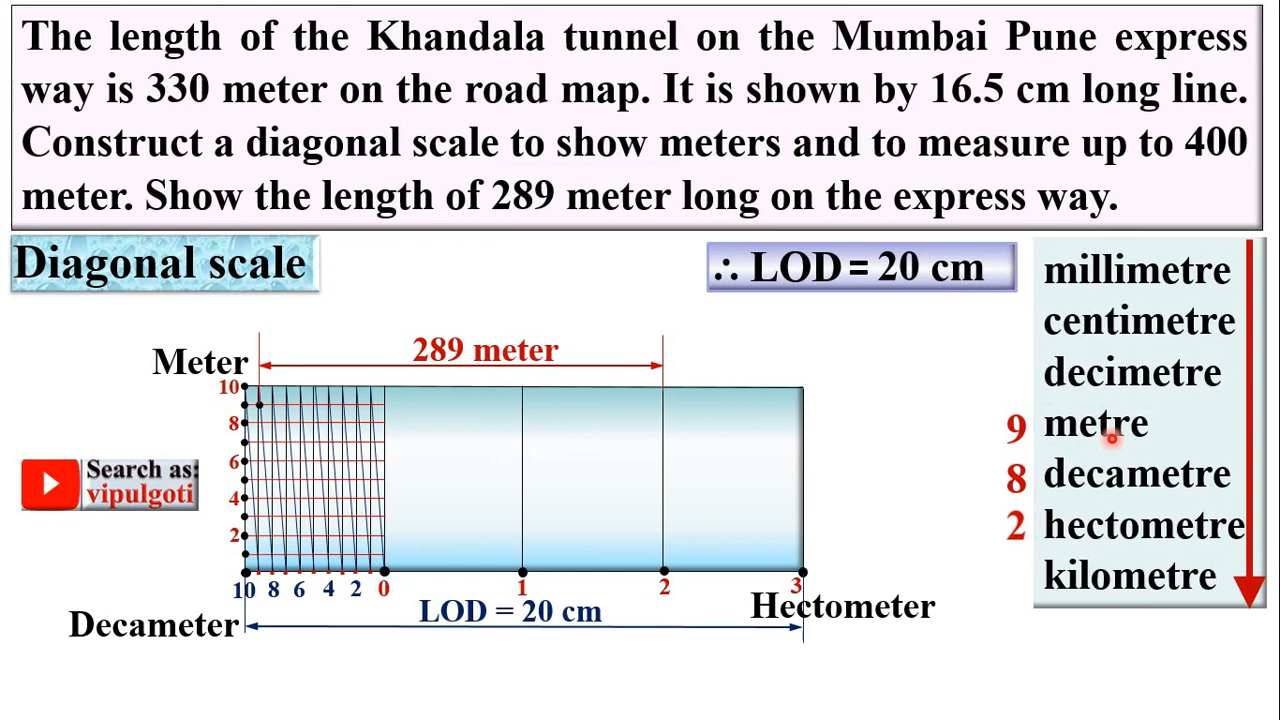 The length of the Khandala tunnel on the Mumbai Pune express
way is 330 meter on the road map. It is shown by 16.5 cm long line.
Construct a diagonal scale to show meters and to measure up to 400
meter. Show the length of 289 meter long on the express way.
Diagonal scale
∴ LOD = 20 cm
millimetre
centimetre
decimetre
9 metre
8 decametre
2 hectometre
kilometre
289 meter
Meter
10
8
6
4
2
Search as:
vipulgoti
10 8 6 4 2 0 1 2 3
Decameter
LOD = 20 cm
Hectometer